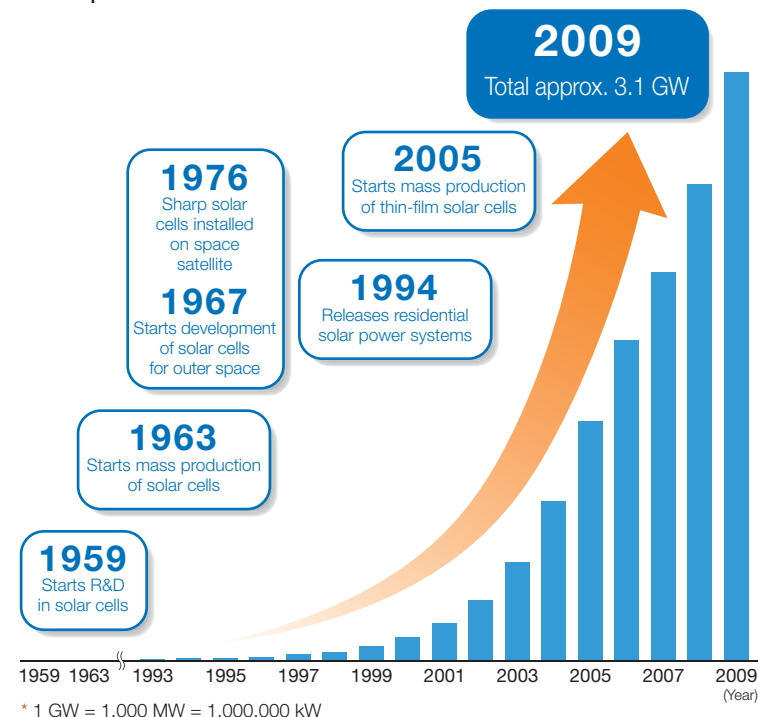 2009
Total approx. 3.1 GW
2005
Starts mass production
of thin-film solar cells
1976
Sharp solar
cells installed
on space
satellite
1967
Starts development
of solar cells
for outer space
1994
Releases residential
solar power systems
1963
Starts mass production
of solar cells
1959
Starts R&D
in solar cells
1959 1963 1993 1995 1997 1999 2001 2003 2005 2007 2009
(Year)
* 1 GW = 1,000 MW = 1,000,000 kW